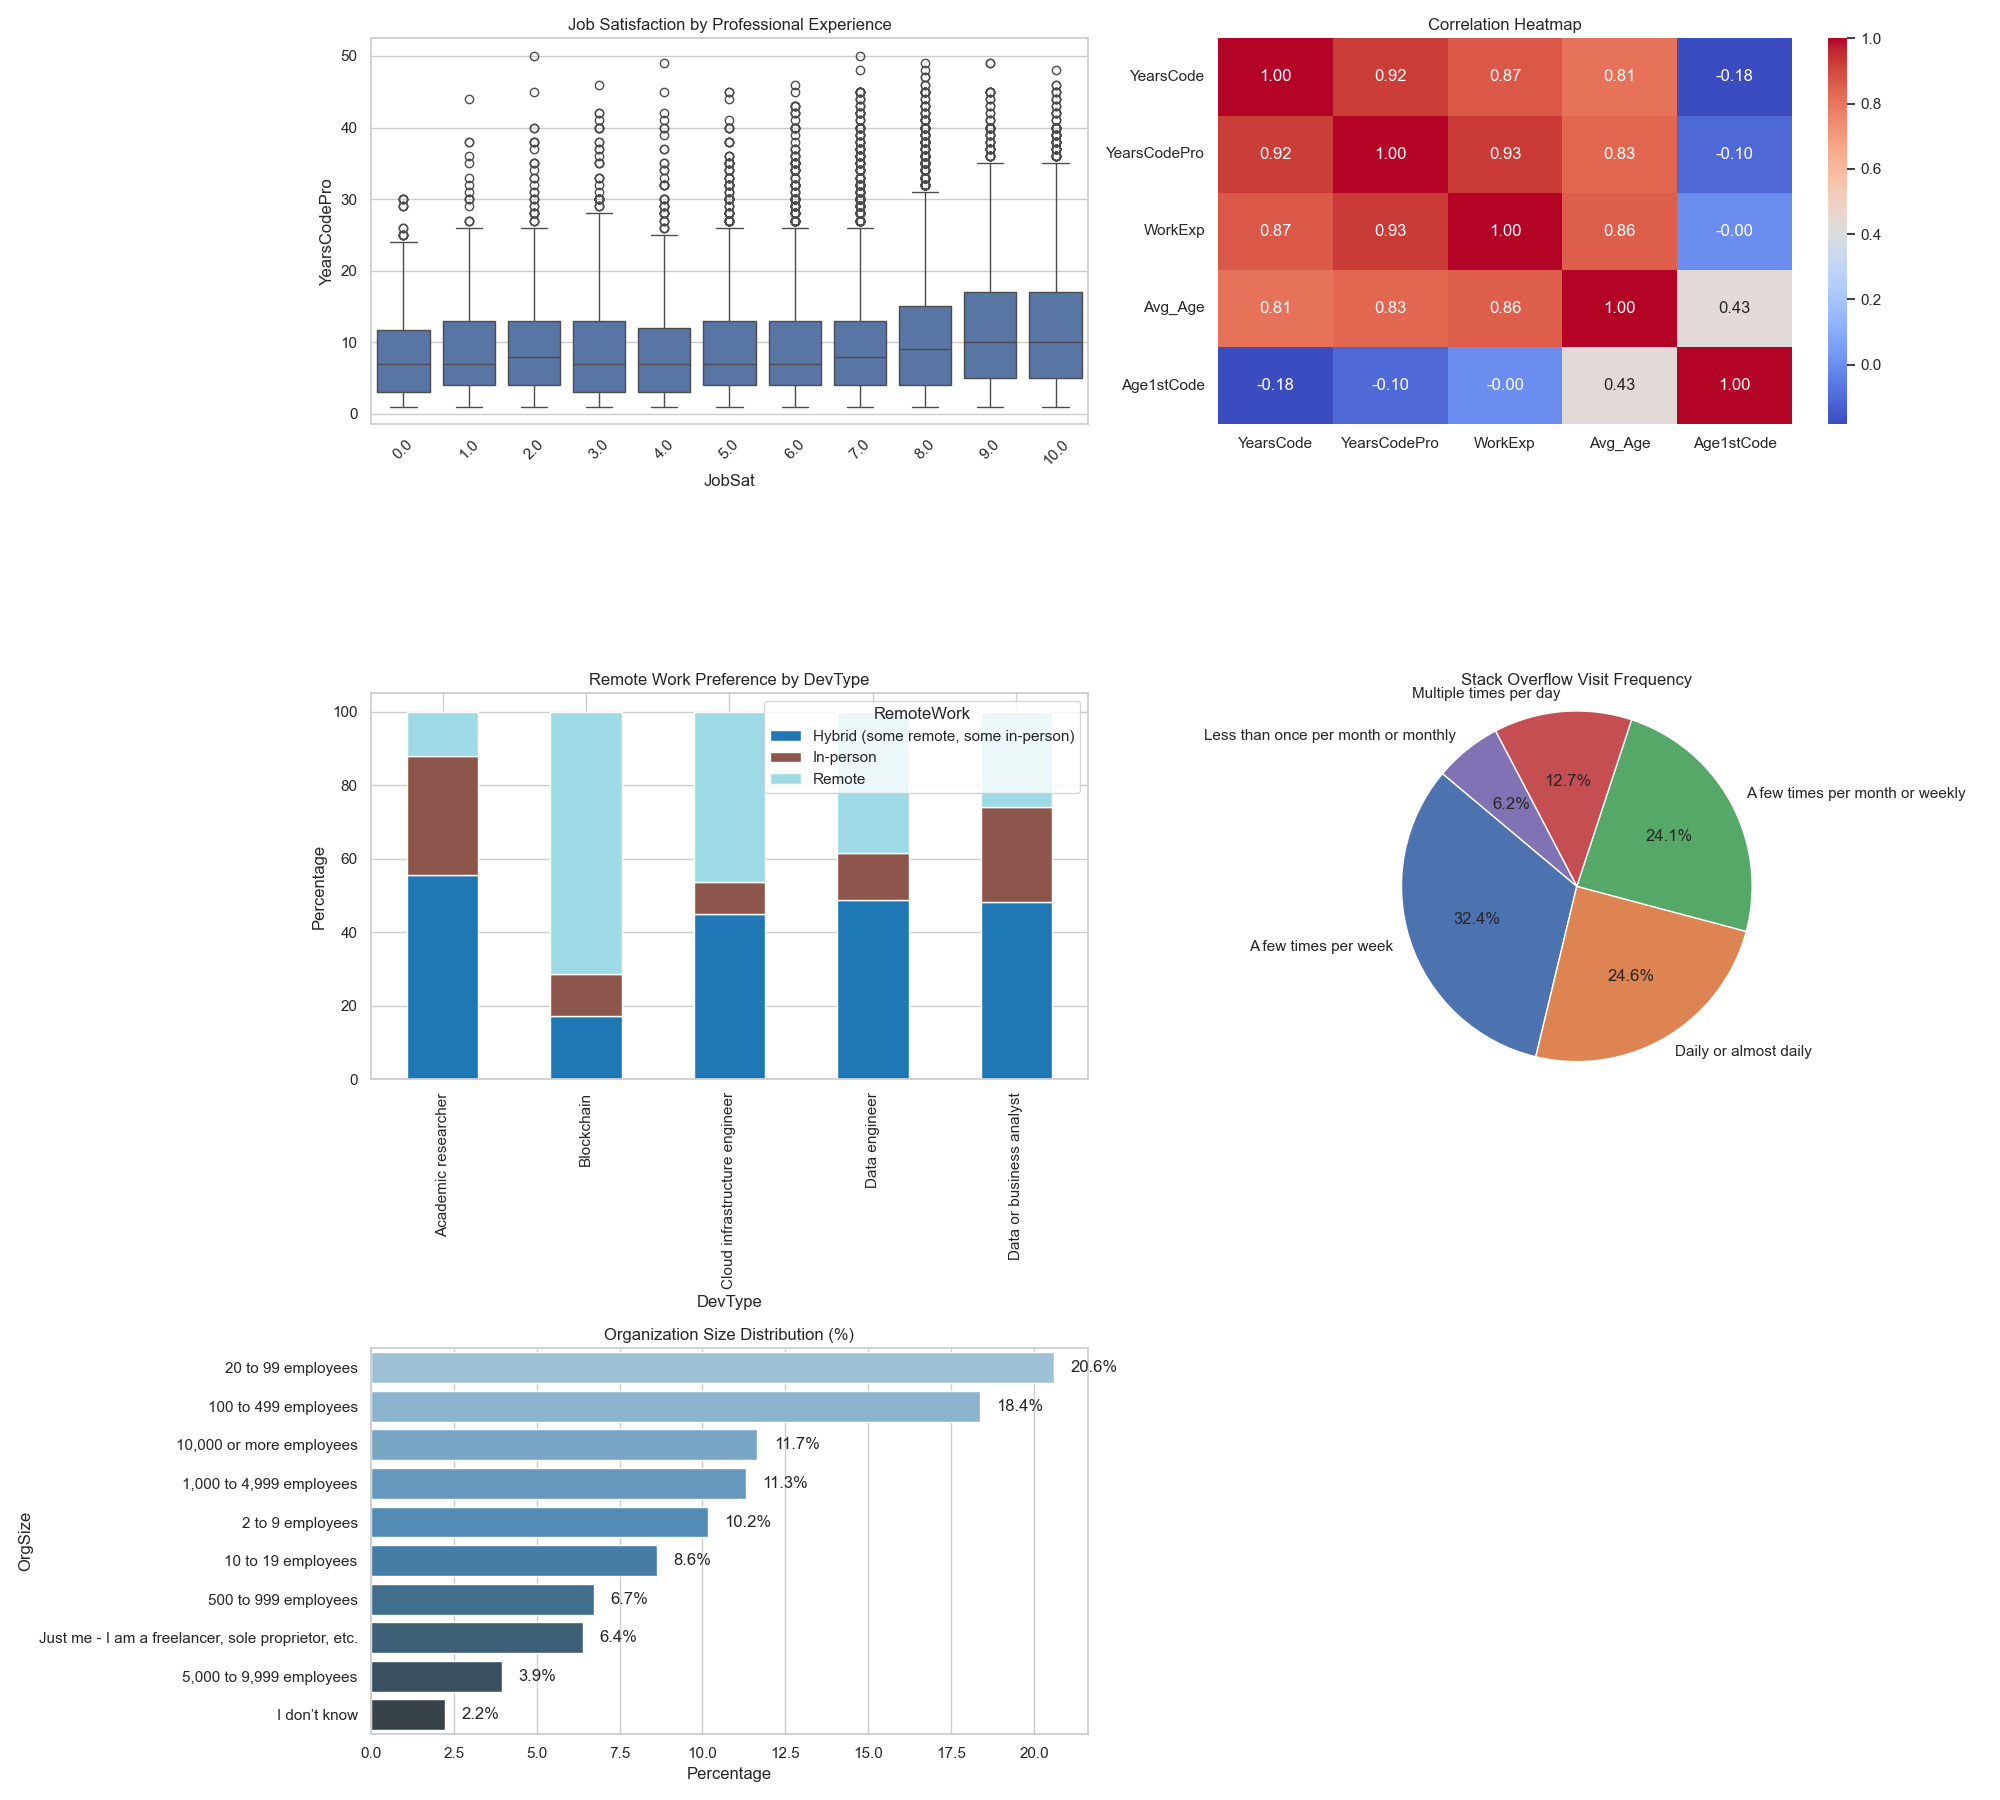 Job Satisfaction by Professional Experience
YearsCodePro
50
40
30
20
10
0
0.0
1.0
2.0
3.0
4.0
5.0
6.0
7.0
8.0
9.0
10.0
JobSat
Correlation Heatmap
YearsCode 1.00 0.92 0.87 0.81 -0.18
YearsCodePro 0.92 1.00 0.93 0.83 -0.10
WorkExp 0.87 0.93 1.00 0.86 -0.00
Avg_Age 0.81 0.83 0.86 1.00 0.43
Age1stCode -0.18 -0.10 -0.00 0.43 1.00
YearsCode YearsCodePro WorkExp Avg_Age Age1stCode
1.0
0.8
0.6
0.4
0.2
0.0
Remote Work Preference by DevType
Percentage
100
80
60
40
20
0
RemoteWork
Hybrid (some remote, some in-person)
In-person
Remote
Academic researcher
Blockchain
Cloud infrastructure engineer
Data engineer
Data or business analyst
DevType
Stack Overflow Visit Frequency
Multiple times per day
Less than once per month or monthly
12.7%
6.2%
A few times per month or weekly
24.1%
32.4%
A few times per week
24.6%
Daily or almost daily
Organization Size Distribution (%)
OrgSize
20 to 99 employees 20.6%
100 to 499 employees 18.4%
10,000 or more employees 11.7%
1,000 to 4,999 employees 11.3%
2 to 9 employees 10.2%
10 to 19 employees 8.6%
500 to 999 employees 6.7%
Just me - I am a freelancer, sole proprietor, etc. 6.4%
5,000 to 9,999 employees 3.9%
I don’t know 2.2%
0.0 2.5 5.0 7.5 10.0 12.5 15.0 17.5 20.0
Percentage